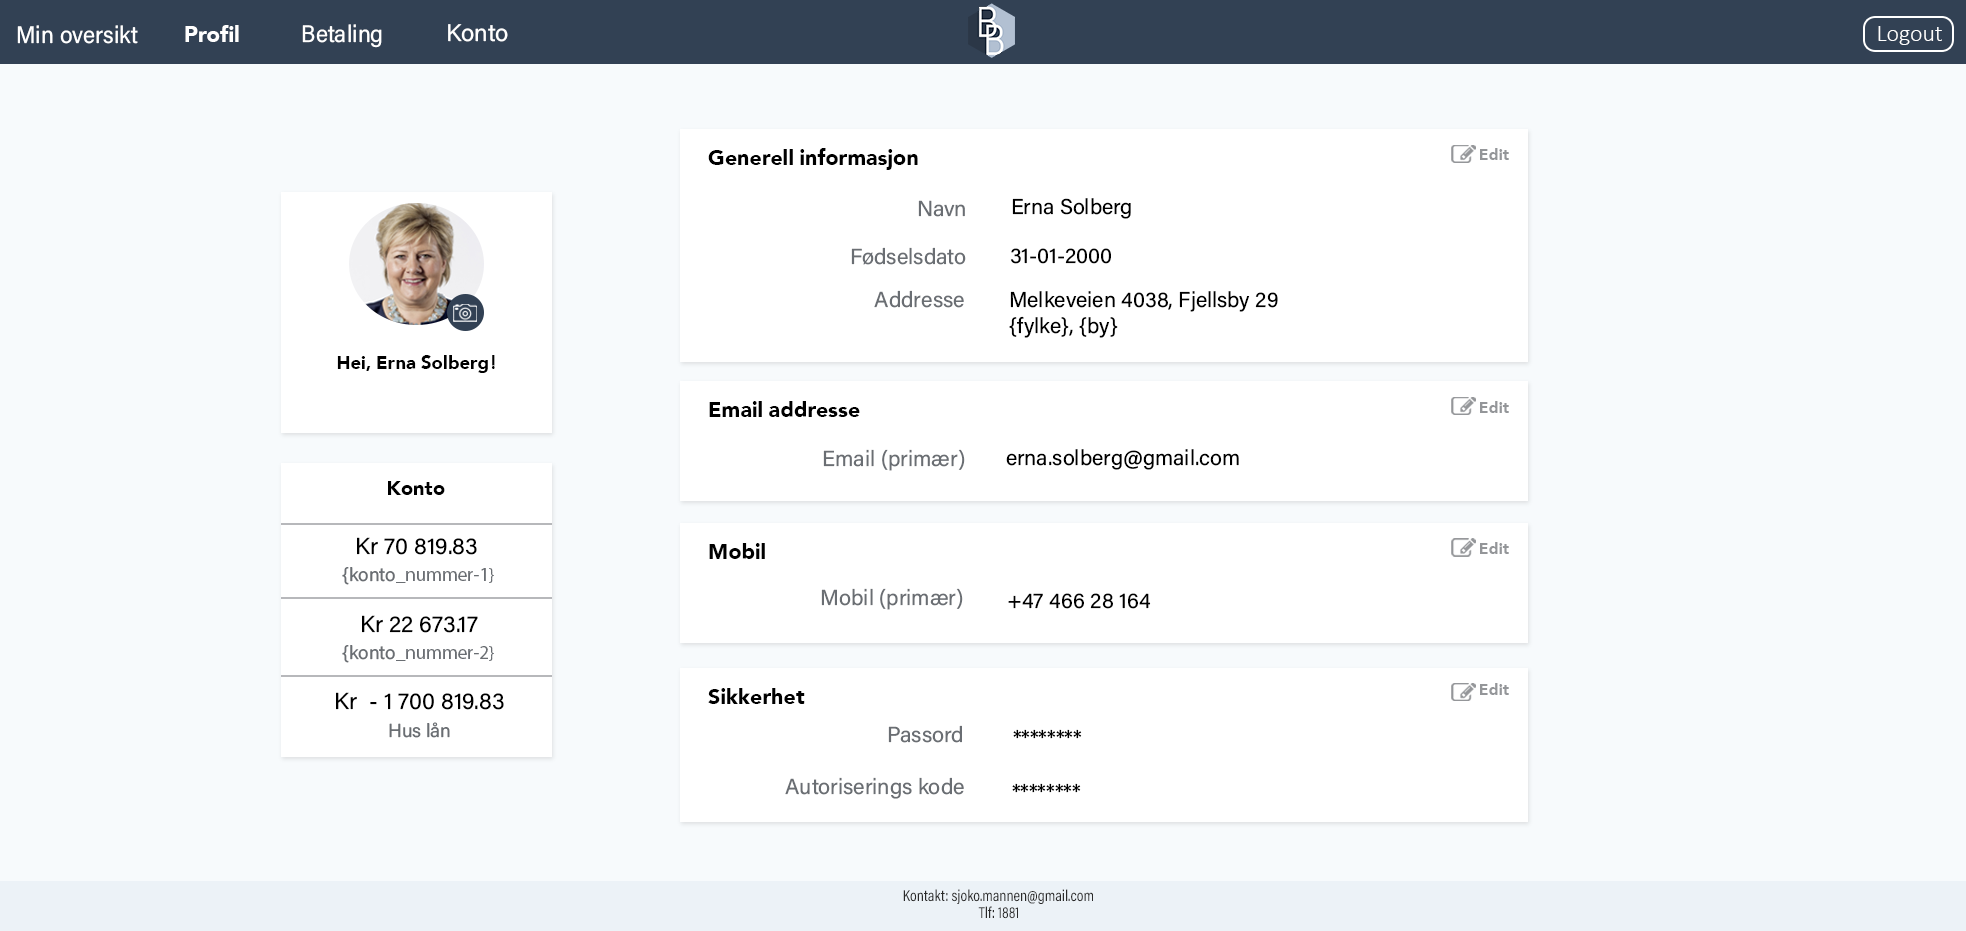 Min oversikt Profil Betaling Konto BB Logout
Hei, Erna Solberg!
Konto
Kr 70 819.83
{konto_nummer-1}
Kr 22 673.17
{konto_nummer-2}
Kr - 1 700 819.83
Hus lån
Generell informasjon Edit
Navn Erna Solberg
Fødselsdato 31-01-2000
Addresse Melkeveien 4038, Fjellsby 29
{fylke}, {by}
Email addresse Edit
Email (primær) erna.solberg@gmail.com
Mobil Edit
Mobil (primær) +47 466 28 164
Sikkerhet Edit
Passord ********
Autoriserings kode ********
Kontakt: sjoko.mannen@gmail.com
Tlf: 1881